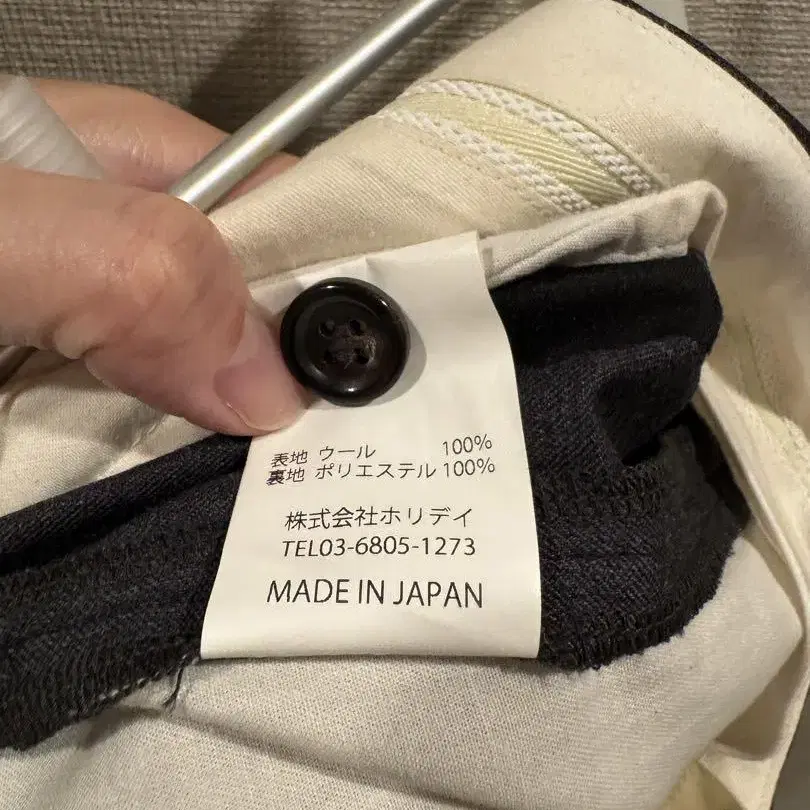 表地 ウール 100%
裏地 ポリエステル 100%
株式会社ホリデイ
TEL03-6805-1273
MADE IN JAPAN